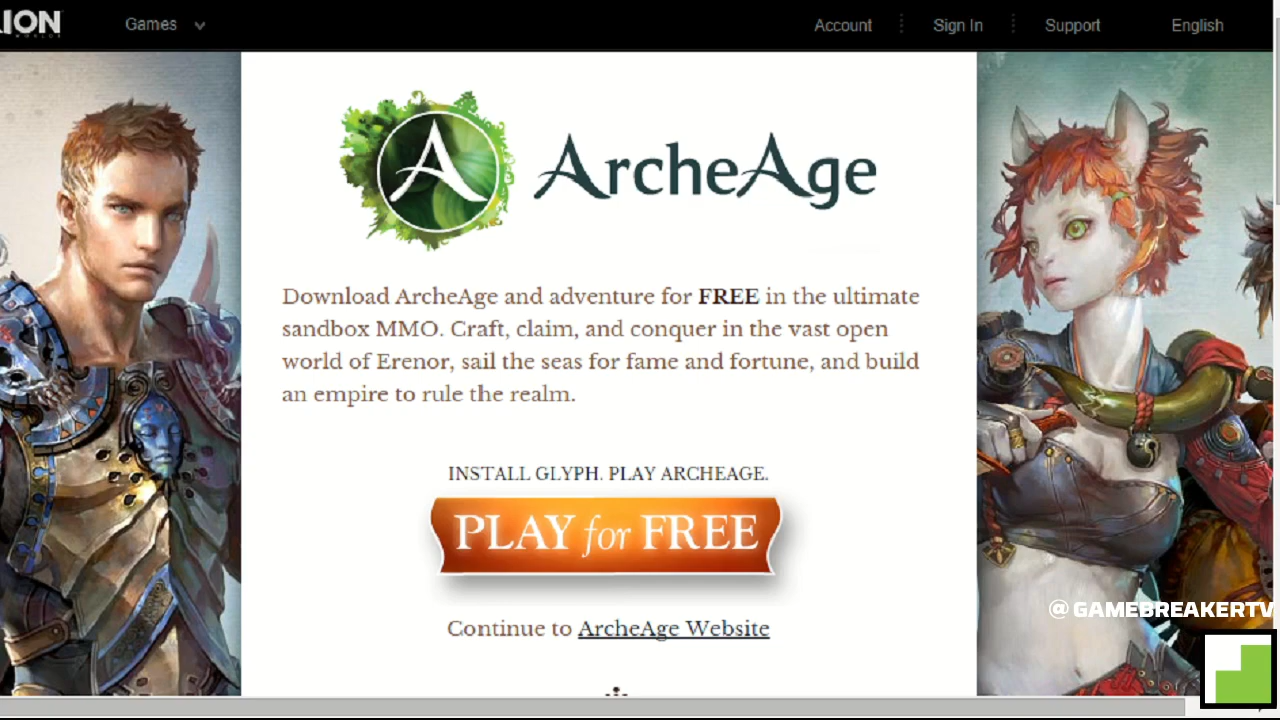 ION
Games
Account
Sign In
Support
English
A
ArcheAge
Download ArcheAge and adventure for FREE in the ultimate
sandbox MMO. Craft, claim, and conquer in the vast open
world of Erenor, sail the seas for fame and fortune, and build
an empire to rule the realm.
INSTALL GLYPH. PLAY ARCHEAGE.
PLAY for FREE
Continue to ArcheAge Website
@GAMEBREAKERTV